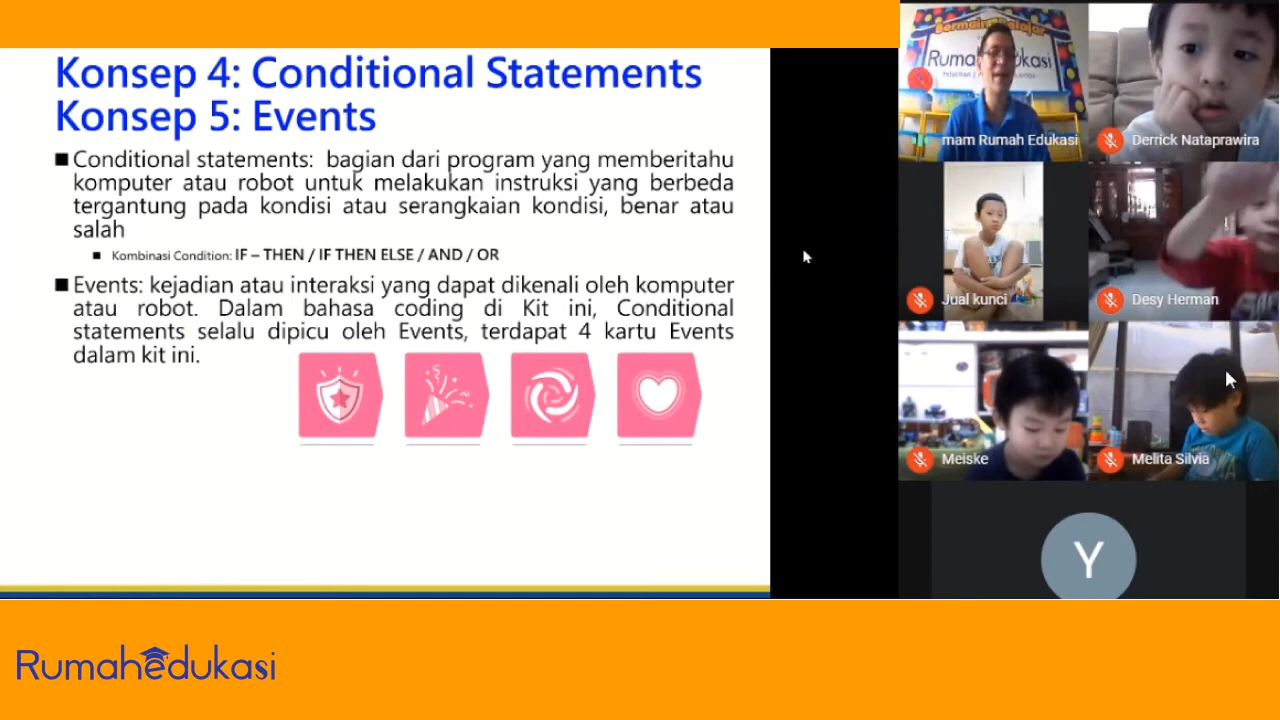 Konsep 4: Conditional Statements
Konsep 5: Events
Conditional statements: bagian dari program yang memberitahu
komputer atau robot untuk melakukan instruksi yang berbeda
tergantung pada kondisi atau serangkaian kondisi, benar atau
salah
Kombinasi Condition: IF – THEN / IF THEN ELSE / AND / OR
Events: kejadian atau interaksi yang dapat dikenali oleh komputer
atau robot. Dalam bahasa coding di Kit ini, Conditional
statements selalu dipicu oleh Events, terdapat 4 kartu Events
dalam kit ini.
Bermain Belajar
mam Rumah Edukasi
Derrick Nataprawira
Jual kunci
Desy Herman
Meiske
Melita Silvia
Y
RumahEdukasi